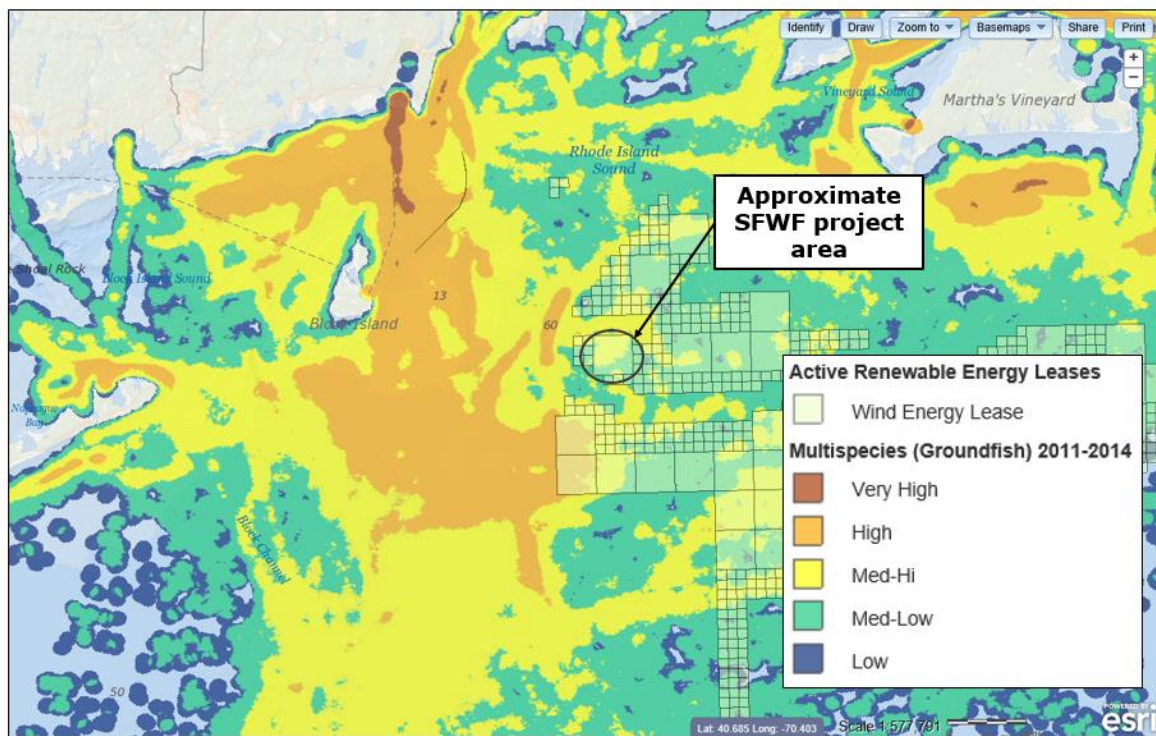 Identify
Draw
Zoom to
Basemaps
Share
Print
+
−
Martha's Vineyard
Vineyard Sound
Rhode Island
Sound
Approximate
SFWF project
area
Shoal Rock
Block Island Sound
13
Block Island
60
Bay
Block Channel
50
Active Renewable Energy Leases
Wind Energy Lease
Multispecies (Groundfish) 2011-2014
Very High
High
Med-Hi
Med-Low
Low
Lat: 40.685 Long: -70.403
Scale 1:577,791
POWERED BY
esri